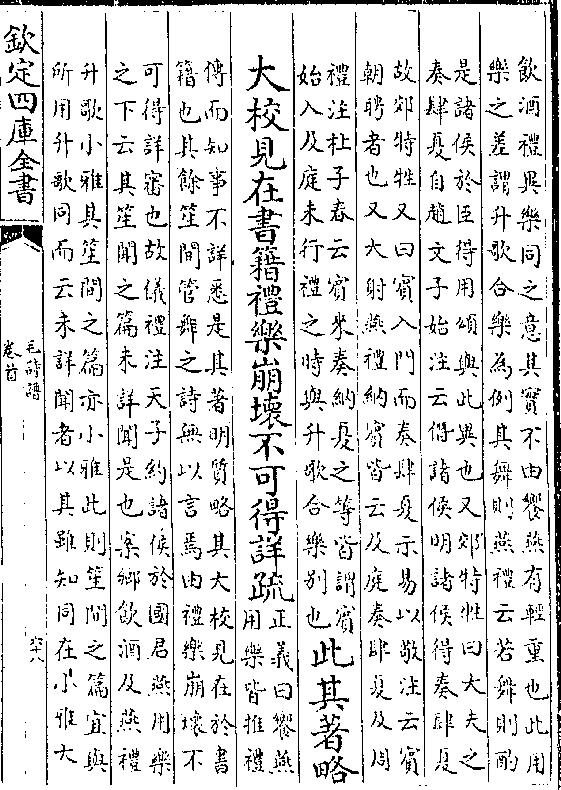 飲酒禮異樂同之意其實不由饗燕有輕重也此用
樂之差謂升歌合樂為例其舞則燕禮云若舞則酌
是諸侯於臣得用頌與此異也又郊特牲曰大夫之
奏肆夏自趙文子始注云得諸侯明諸侯得奏肆夏
故郊特牲又曰賓入門而奏肆夏示易以敬注云賓
朝聘者也又大射燕禮納賓皆云及庭奏肆夏及周
禮注杜子春云賓來奏納夏之等皆謂賓
始入及庭未行禮之時與升歌合樂別也
此其著略
大校見在書籍禮樂崩壞不可得詳疏
正義曰饗燕
用樂皆推禮
傳而知事不詳悉是其著明質略其大校見在於書
籍也其餘笙間管舞之詩無以言焉由禮樂崩壞不
可得詳審也故儀禮注天子約諸侯於國君燕用樂
之下云其笙聞之篇未詳聞是也案鄉飲酒及燕禮
升歌小雅其笙間之篇亦小雅此則笙間之篇宜與
所用升歌同而云未詳聞者以其雖知同在小雅大
欽定四庫全書
毛詩譜
卷首
六十八